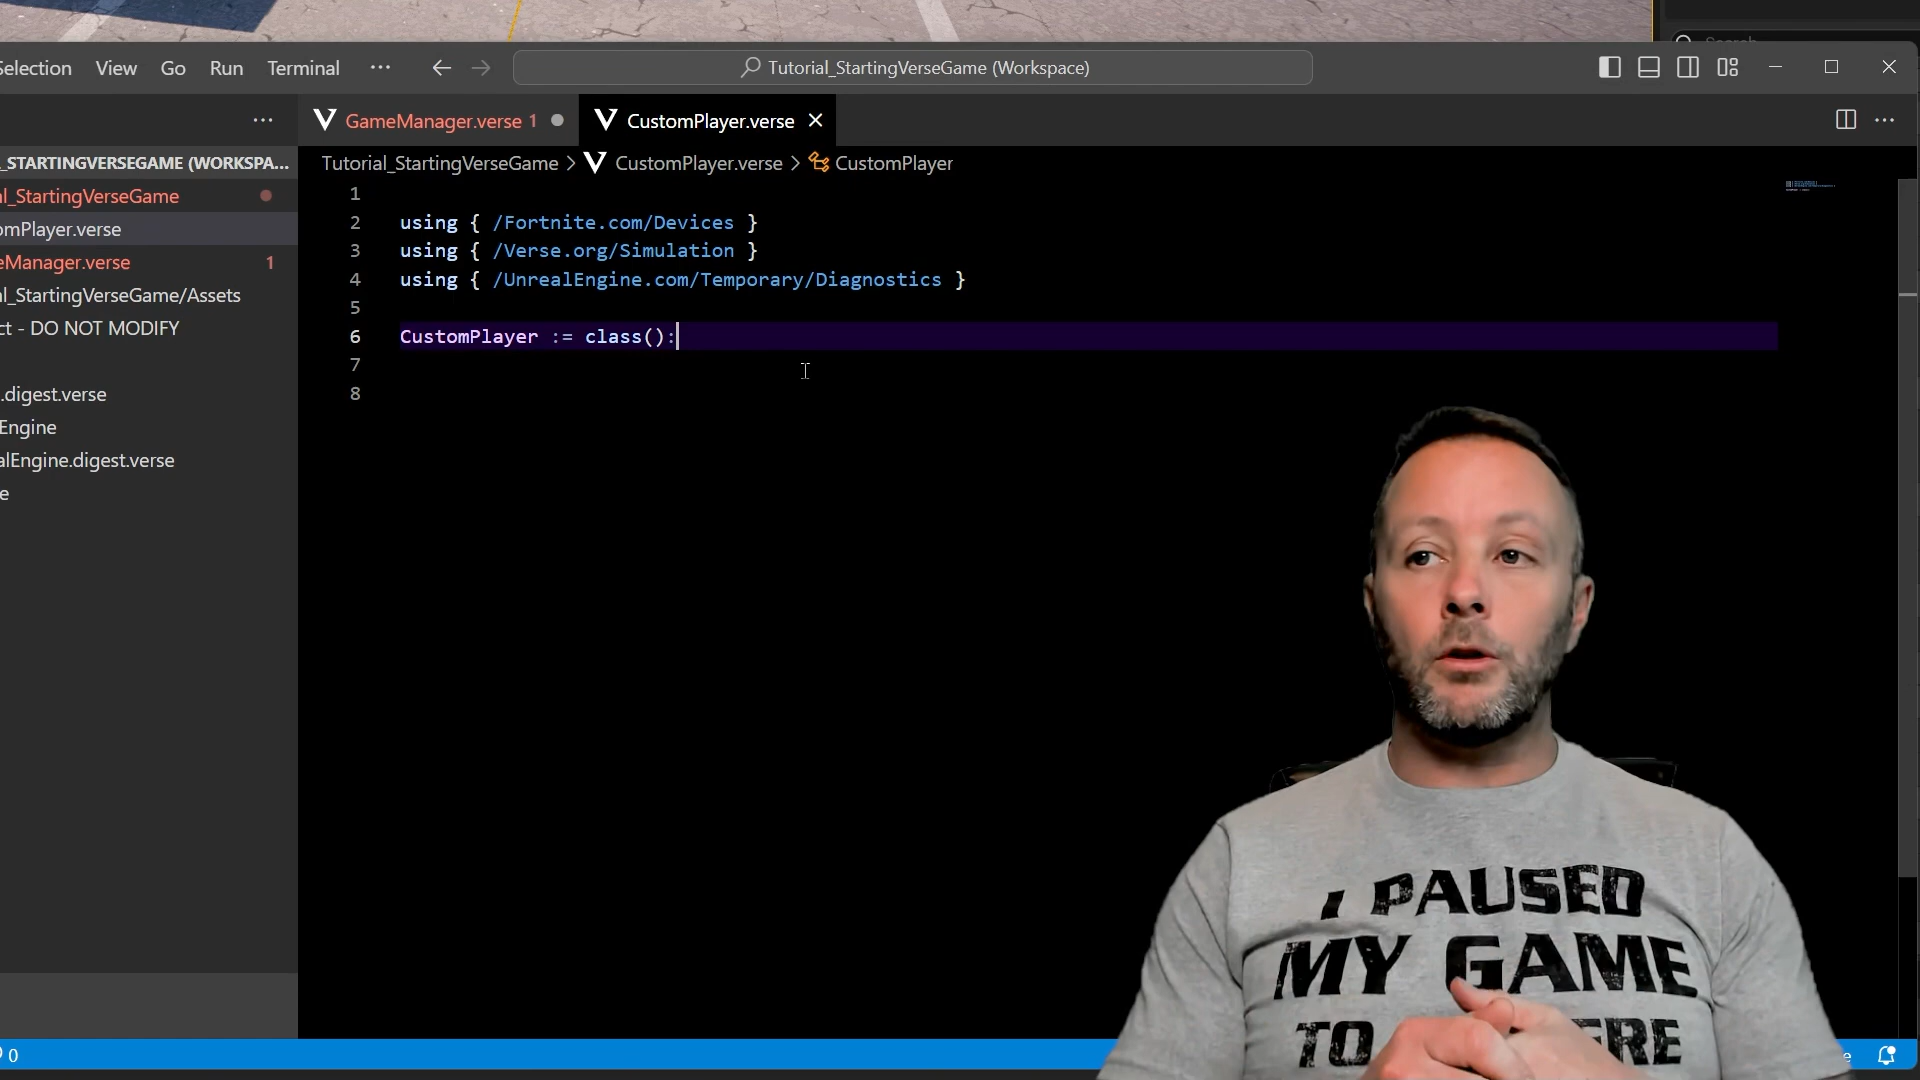 Search
Selection View Go Run Terminal ··· Tutorial_StartingVerseGame (Workspace)
GameManager.verse 1 CustomPlayer.verse
_STARTINGVERSEGAME (WORKSPA... Tutorial_StartingVerseGame > CustomPlayer.verse > CustomPlayer
al_StartingVerseGame
omPlayer.verse
eManager.verse 1
al_StartingVerseGame/Assets
ct - DO NOT MODIFY
.digest.verse
Engine
alEngine.digest.verse
e
1
2 using { /Fortnite.com/Devices }
3 using { /Verse.org/Simulation }
4 using { /UnrealEngine.com/Temporary/Diagnostics }
5
6 CustomPlayer := class():
7
8
I PAUSED
MY GAME
TO
0